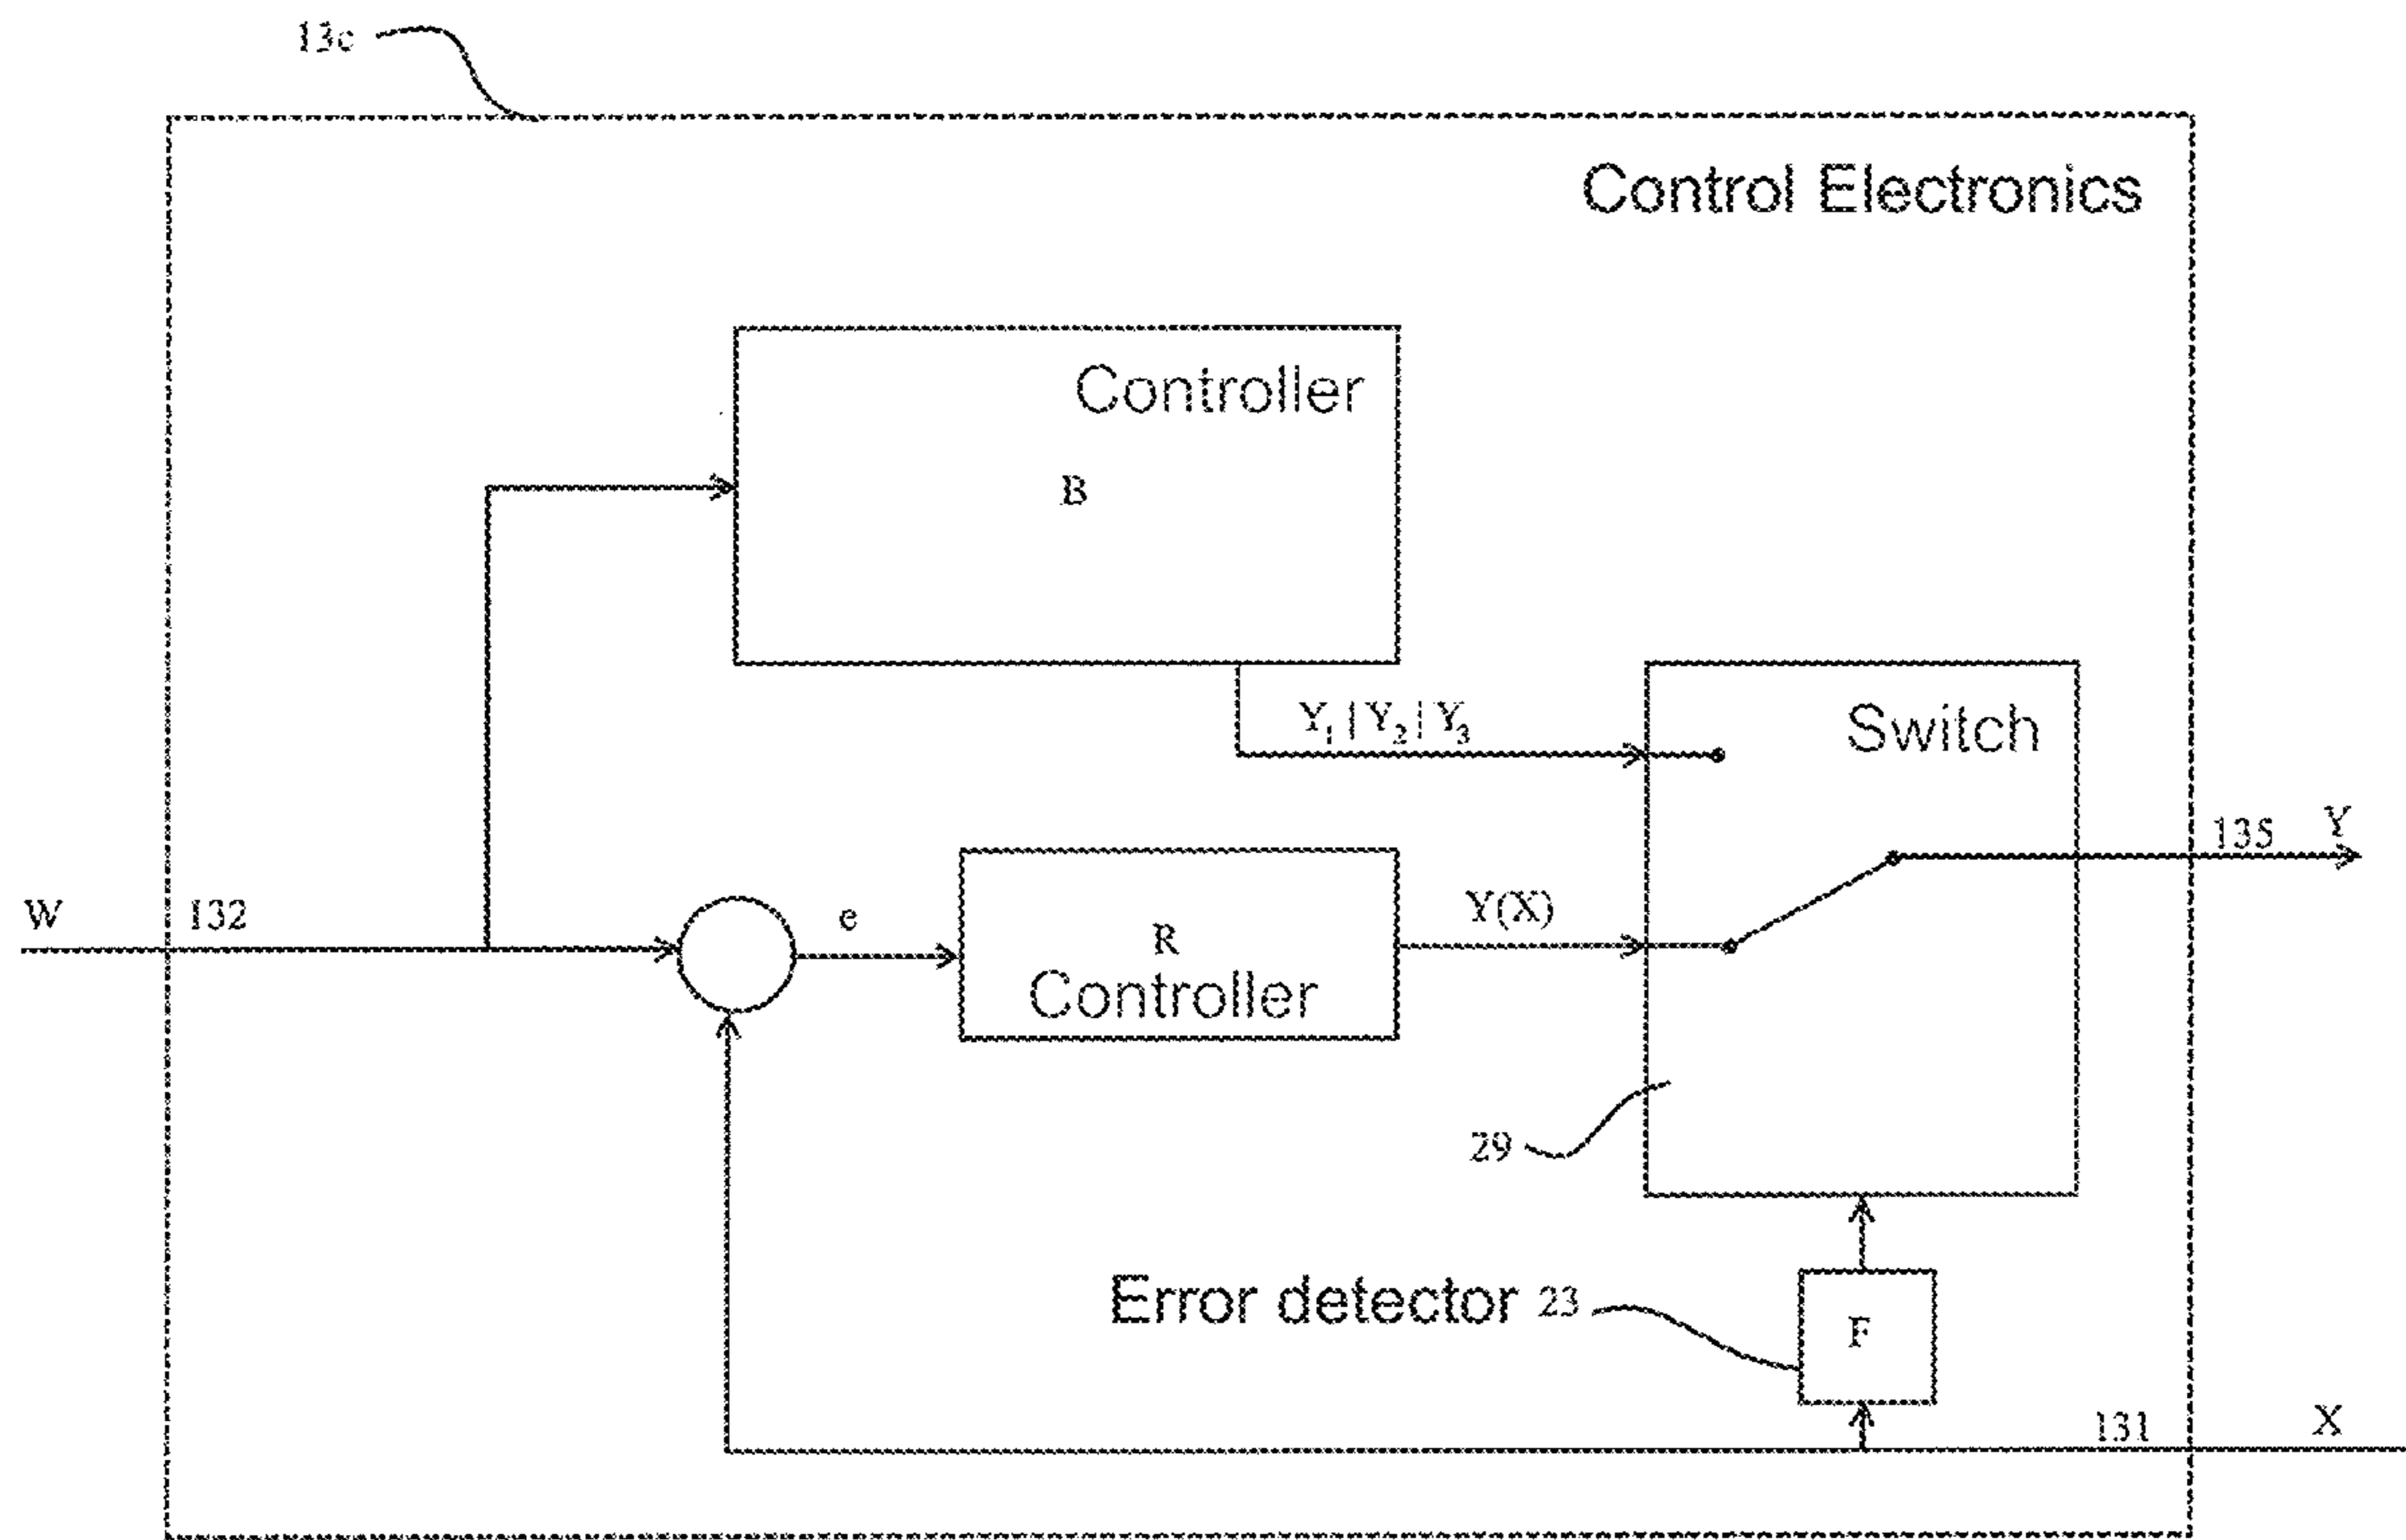 13c
Control Electronics
Controller
B
Y₁ | Y₂ | Y₃
Switch
135 Y
W 132
e
R
Controller
Y(X)
29
Error detector 23
F
131 X